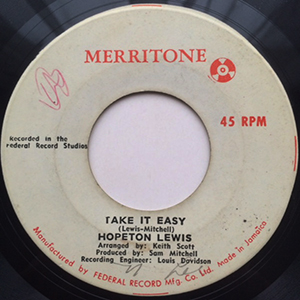 MERRITONE
45 RPM
Recorded in the
Federal Record Studios
TAKE IT EASY
(Lewis-Mitchell)
HOPETON LEWIS
Arranged by: Keith Scott
Produced by: Sam Mitchell
Recording Engineer: Louis Davidson
Manufactured by FEDERAL RECORD Mfg. Co. Ltd. Made in Jamaica